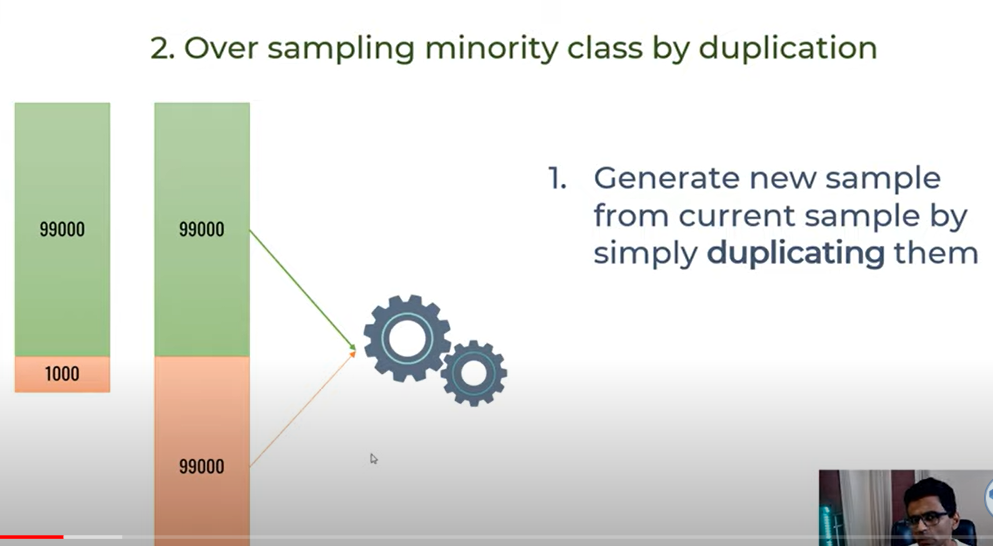 2. Over sampling minority class by duplication
99000
99000
1. Generate new sample
from current sample by
simply duplicating them
1000
99000